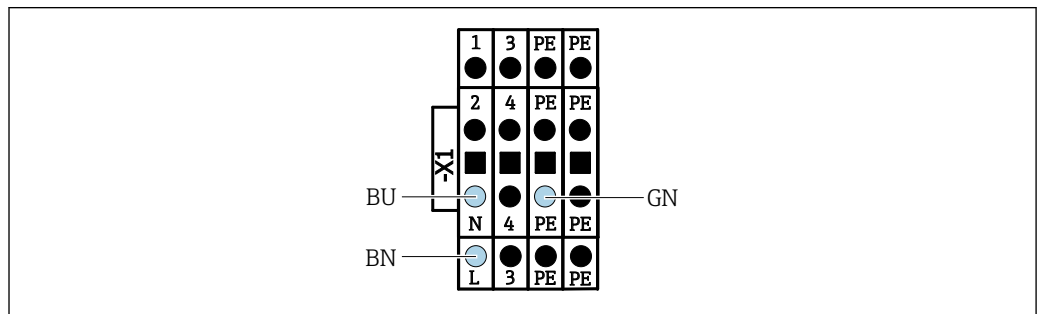 1 3 PE PE
2 4 PE PE
-X1
BU
GN
N 4 PE PE
BN
L 3 PE PE